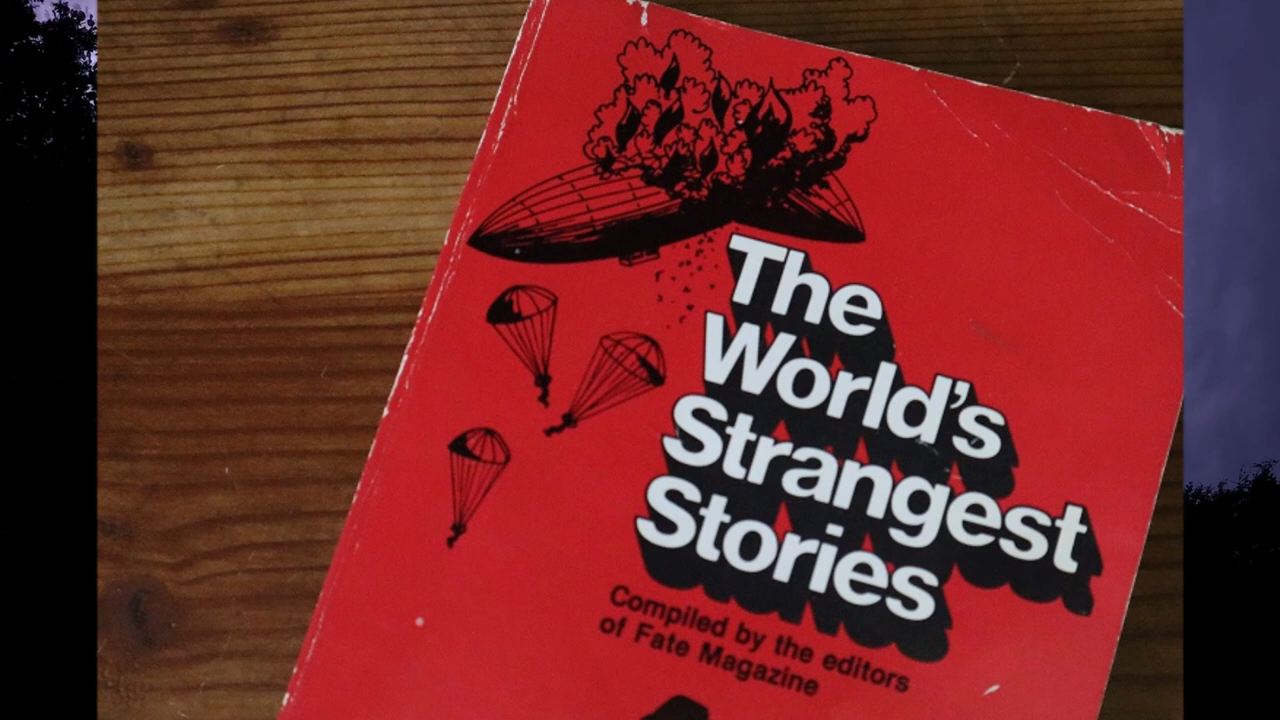 The
World's
Strangest
Stories
Compiled by the editors
of Fate Magazine